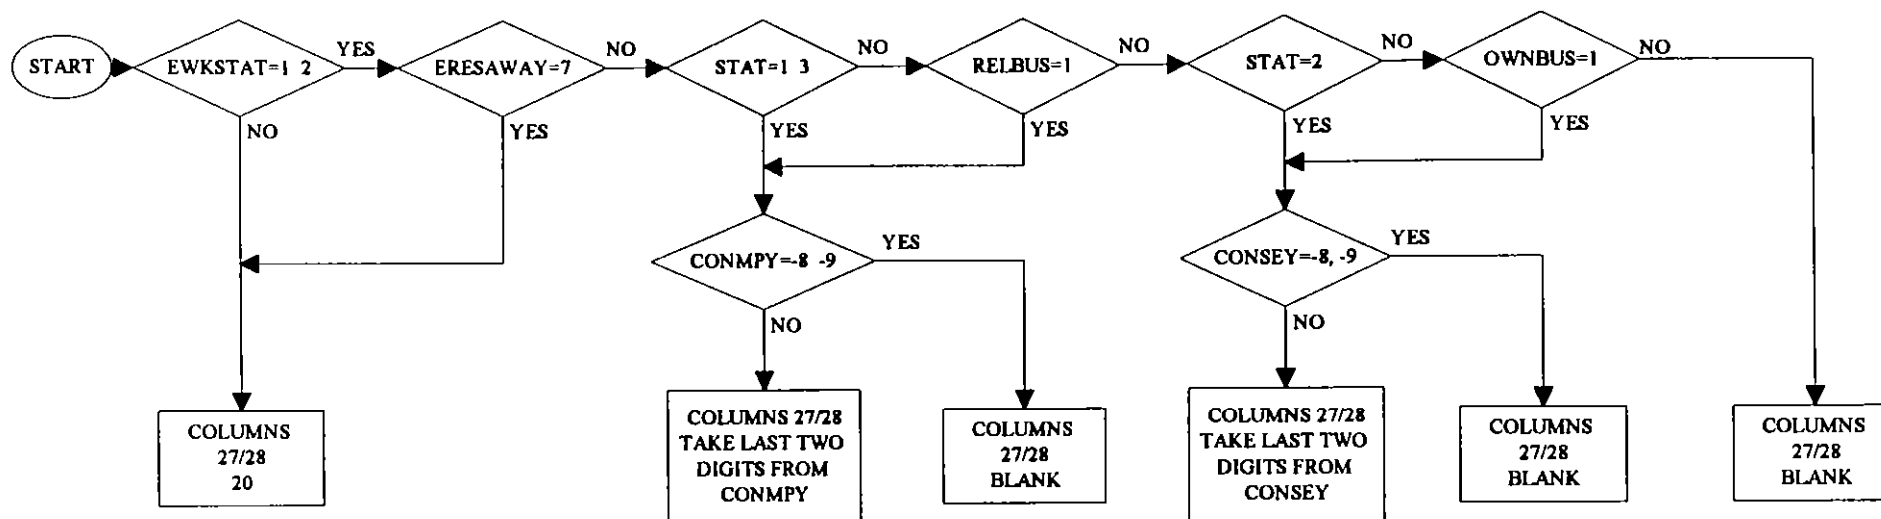 START
EWKSTAT=1 2
YES
NO
ERESAWAY=7
NO
YES
STAT=1 3
NO
YES
RELBUS=1
NO
YES
STAT=2
NO
YES
OWNBUS=1
NO
YES
CONMPY=-8 -9
YES
NO
CONSEY=-8, -9
YES
NO
COLUMNS
27/28
20
COLUMNS 27/28
TAKE LAST TWO
DIGITS FROM
CONMPY
COLUMNS
27/28
BLANK
COLUMNS 27/28
TAKE LAST TWO
DIGITS FROM
CONSEY
COLUMNS
27/28
BLANK
COLUMNS
27/28
BLANK